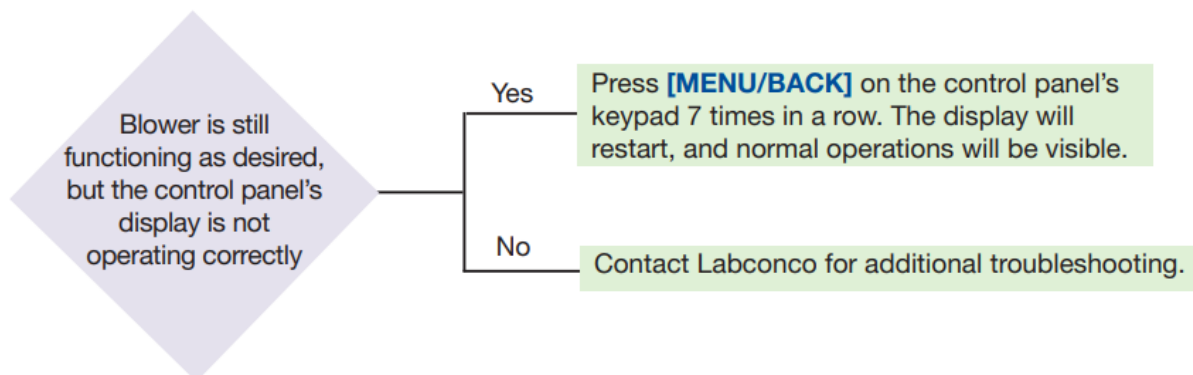 Blower is still
functioning as desired,
but the control panel's
display is not
operating correctly
Yes
Press [MENU/BACK] on the control panel's
keypad 7 times in a row. The display will
restart, and normal operations will be visible.
No
Contact Labconco for additional troubleshooting.